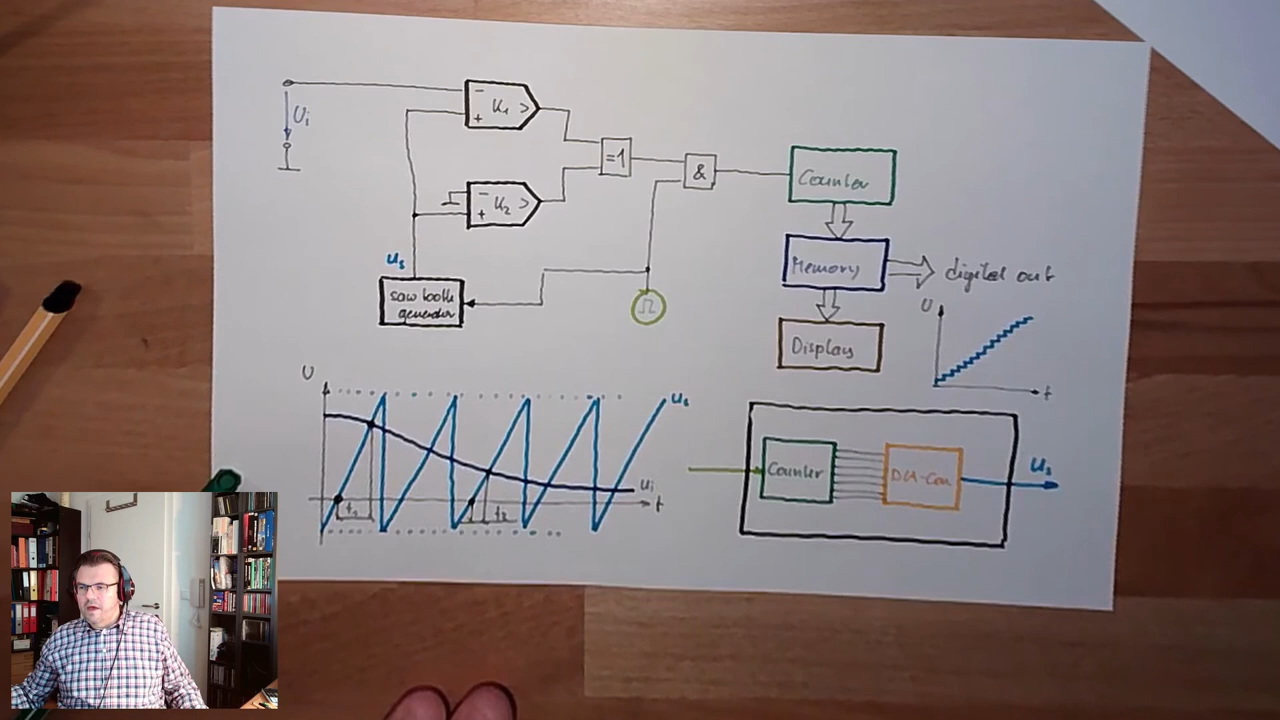 Ui
- K1 >
+
=1
&
Counter
- K2 >
+
us
saw tooth
generator
Memory
digital out
Display
U
t
U
us
ui
t
t1
t2
Counter
DA-Con
us